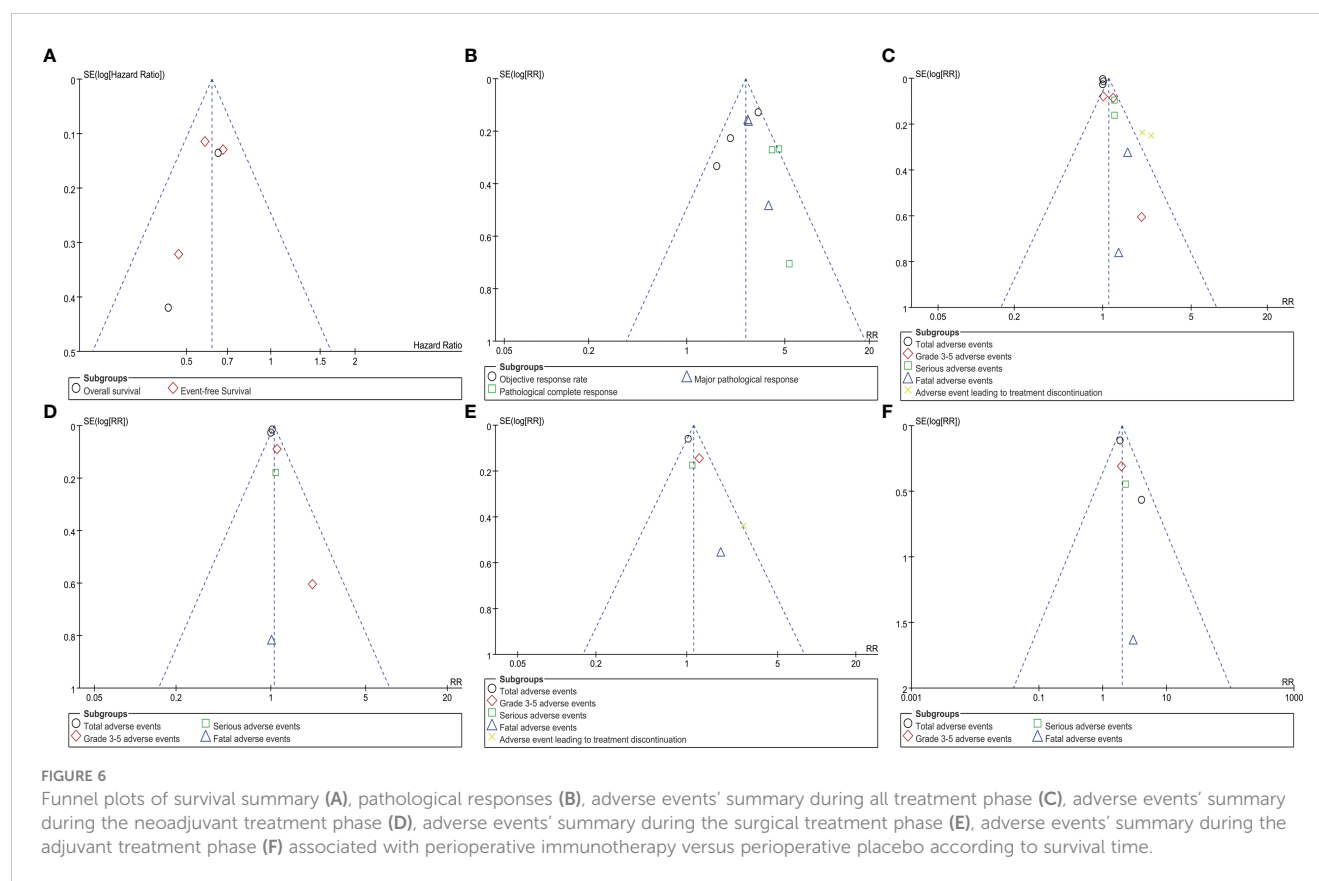 A
SE(log[Hazard Ratio])
0
0.1
0.2
0.3
0.4
0.5
0.5 0.7 1 1.5 2
Hazard Ratio
Subgroups
Overall survival Event-free Survival
B
SE(log[RR])
0
0.2
0.4
0.6
0.8
1
0.05 0.2 1 5 20
RR
Subgroups
Objective response rate Major pathological response
Pathological complete response
C
SE(log[RR])
0
0.2
0.4
0.6
0.8
1
0.05 0.2 1 5 20
RR
Subgroups
Total adverse events
Grade 3-5 adverse events
Serious adverse events
Fatal adverse events
Adverse event leading to treatment discontinuation
D
SE(log[RR])
0
0.2
0.4
0.6
0.8
1
0.05 0.2 1 5 20
RR
Subgroups
Total adverse events Serious adverse events
Grade 3-5 adverse events Fatal adverse events
E
SE(log[RR])
0
0.2
0.4
0.6
0.8
1
0.05 0.2 1 5 20
RR
Subgroups
Total adverse events
Grade 3-5 adverse events
Serious adverse events
Fatal adverse events
Adverse event leading to treatment discontinuation
F
SE(log[RR])
0
0.5
1
1.5
2
0.001 0.1 1 10 1000
RR
Subgroups
Total adverse events Serious adverse events
Grade 3-5 adverse events Fatal adverse events
FIGURE 6
Funnel plots of survival summary (A), pathological responses (B), adverse events' summary during all treatment phase (C), adverse events' summary
during the neoadjuvant treatment phase (D), adverse events' summary during the surgical treatment phase (E), adverse events' summary during the
adjuvant treatment phase (F) associated with perioperative immunotherapy versus perioperative placebo according to survival time.